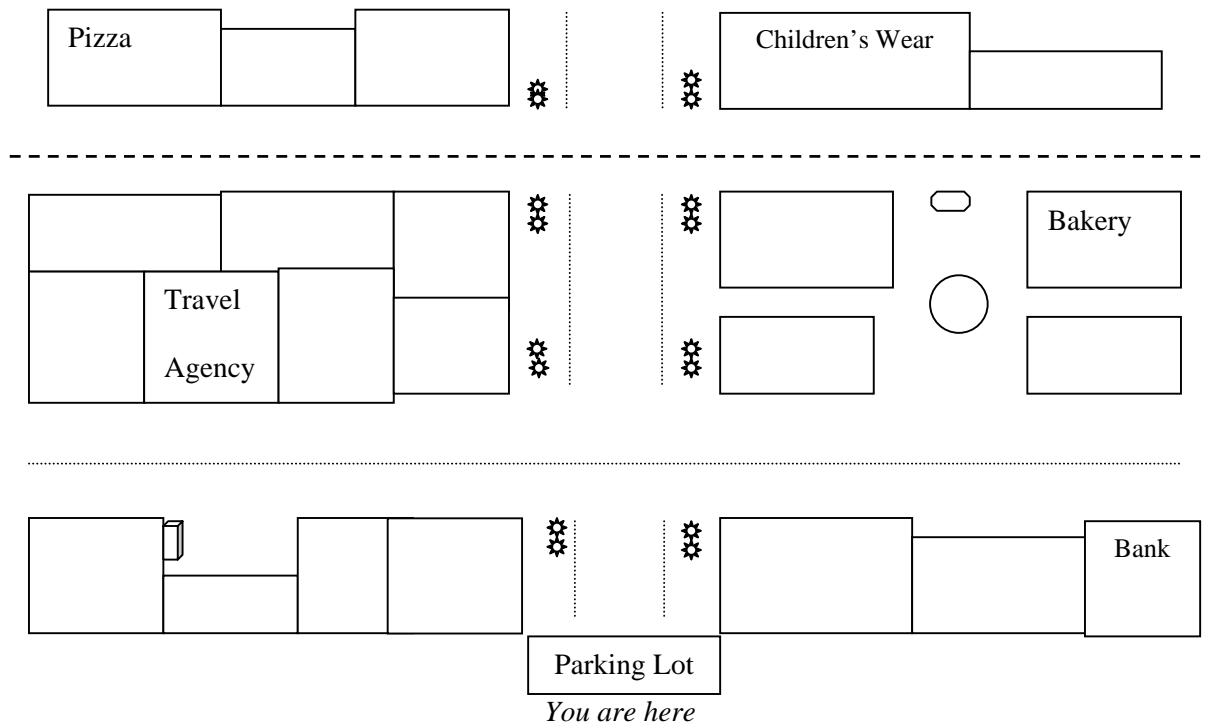 Pizza
Children’s Wear
Bakery
Travel
Agency
Bank
Parking Lot
You are here